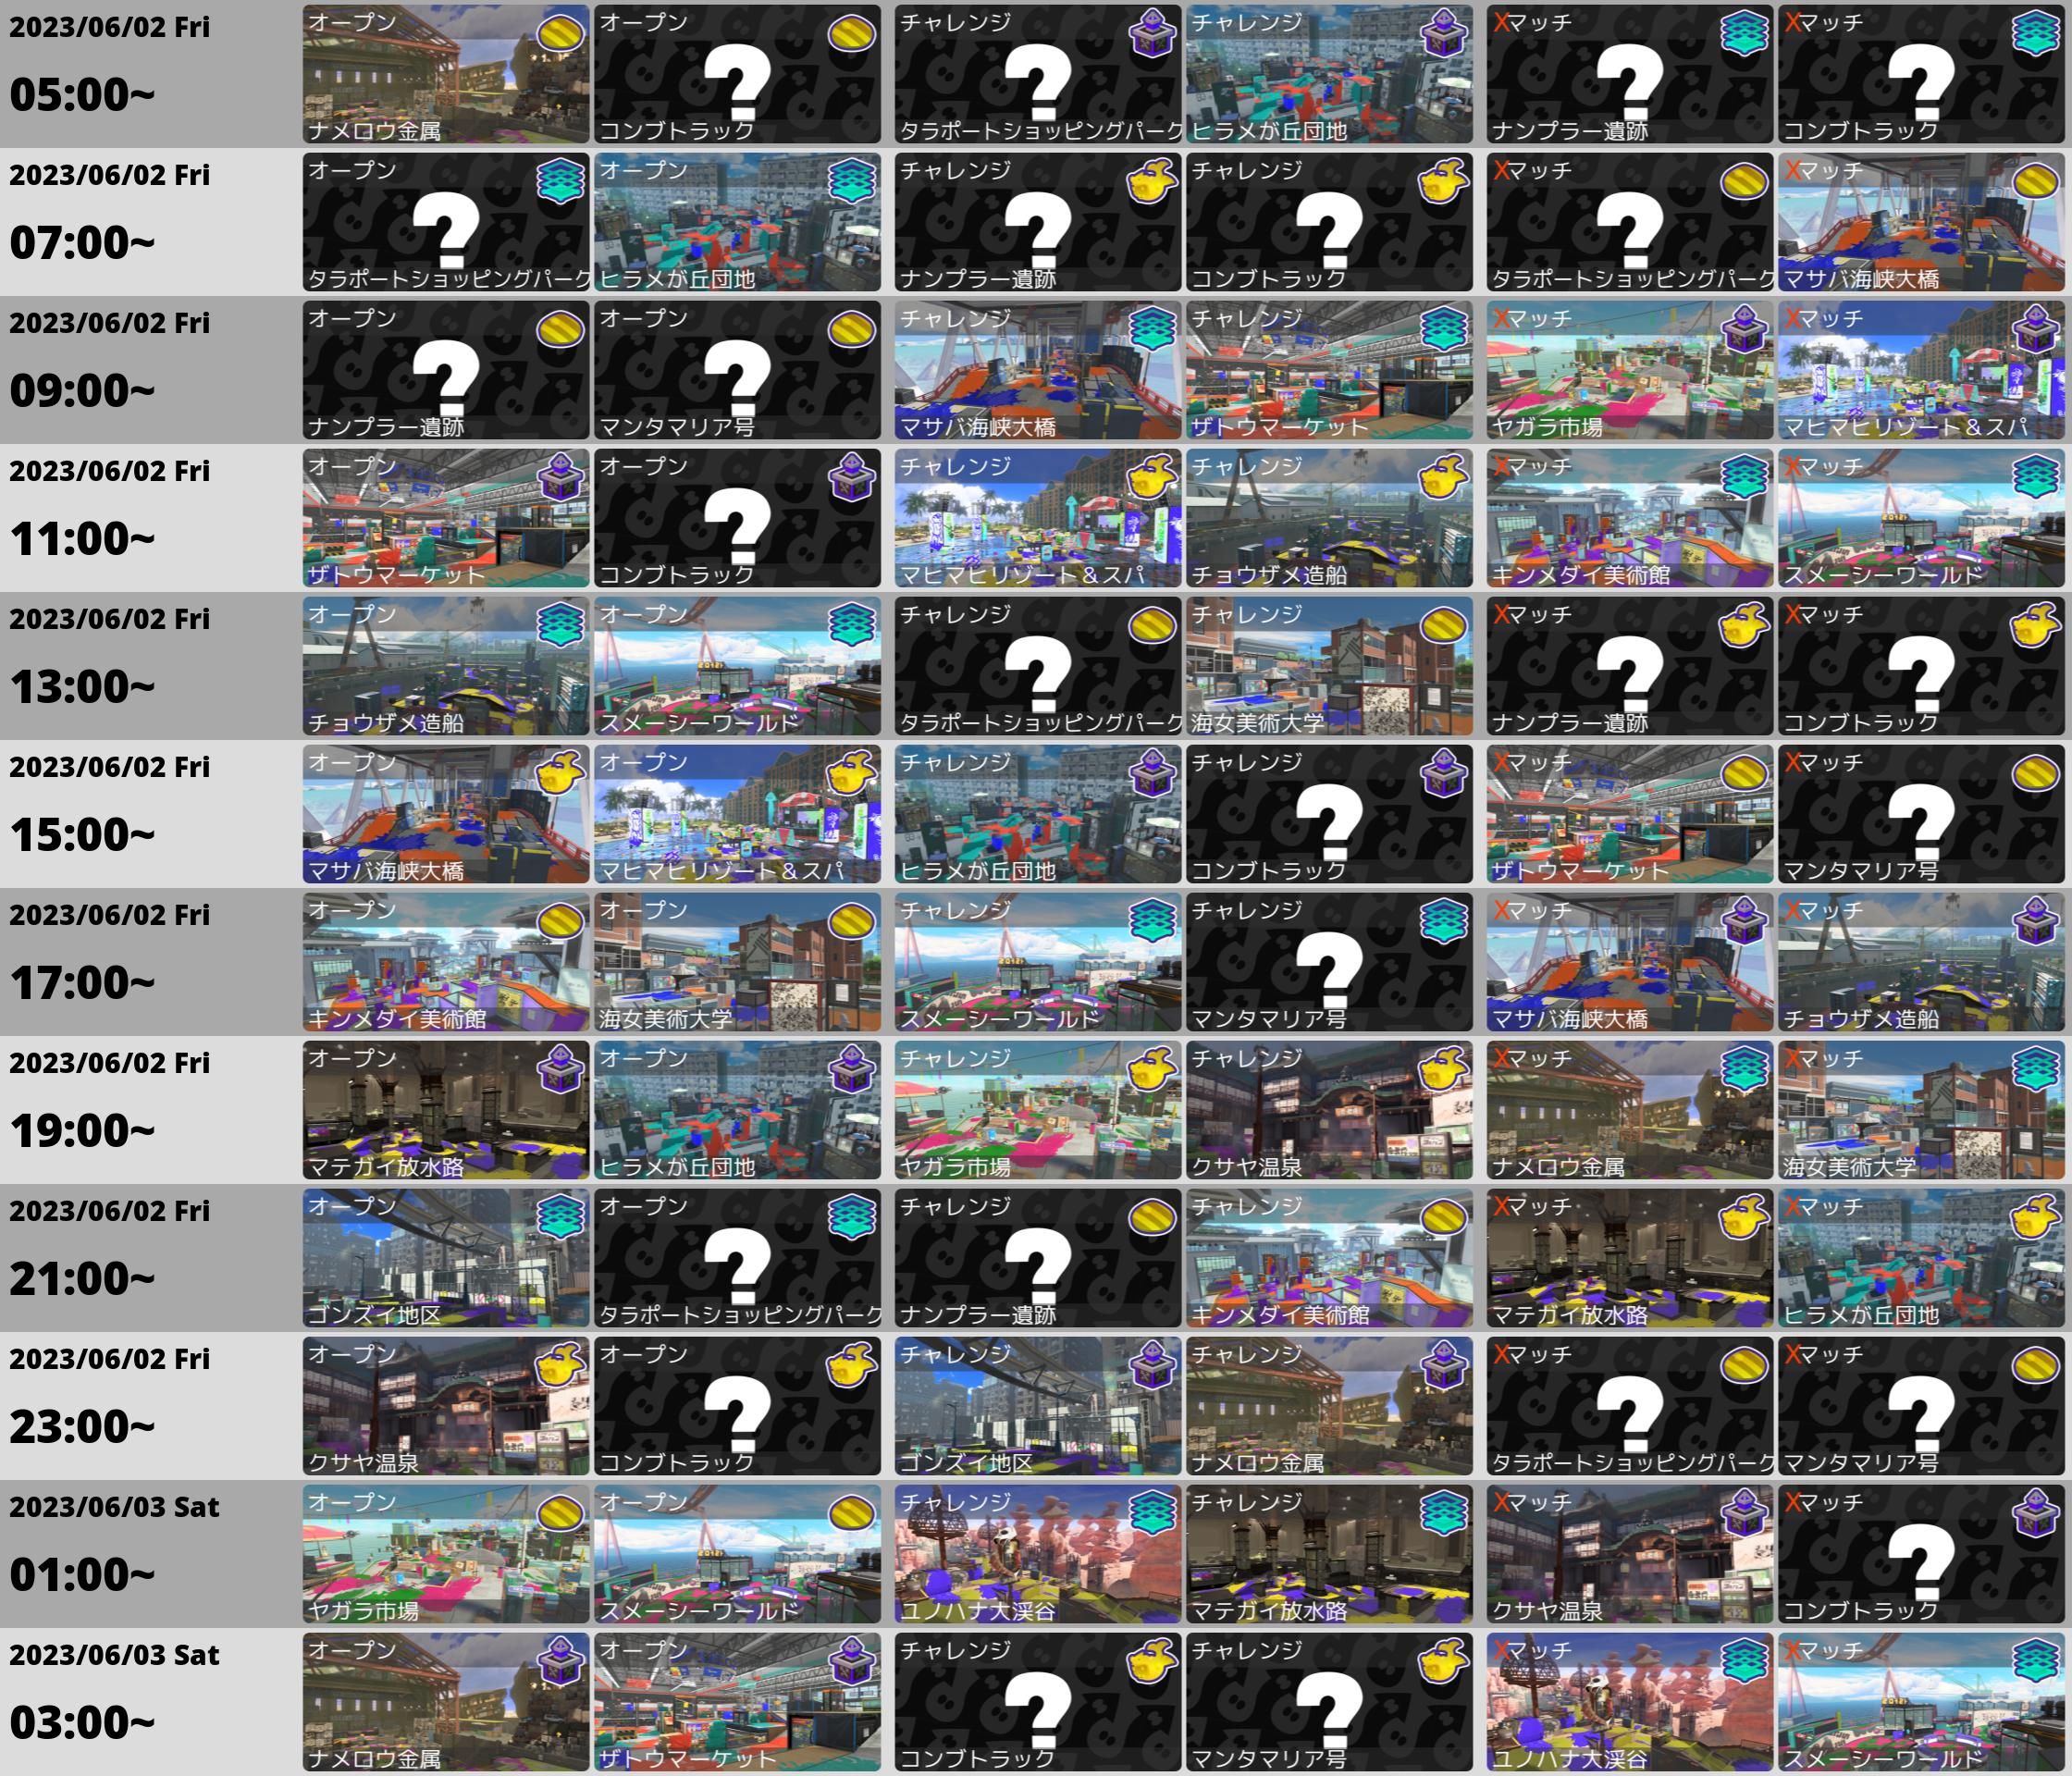 2023/06/02 Fri
05:00~
オープン オープン チャレンジ チャレンジ Xマッチ Xマッチ
ナメロウ金属 コンブトラック タラポートショッピングパーク ヒラメが丘団地 ナンプラー遺跡 コンブトラック
2023/06/02 Fri
07:00~
オープン オープン チャレンジ チャレンジ Xマッチ Xマッチ
タラポートショッピングパーク ヒラメが丘団地 ナンプラー遺跡 コンブトラック タラポートショッピングパーク マサバ海峡大橋
2023/06/02 Fri
09:00~
オープン オープン チャレンジ チャレンジ Xマッチ Xマッチ
ナンプラー遺跡 マンタマリア号 マサバ海峡大橋 ザトウマーケット ヤガラ市場 マヒマヒリゾート&スパ
2023/06/02 Fri
11:00~
オープン オープン チャレンジ チャレンジ Xマッチ Xマッチ
ザトウマーケット コンブトラック マヒマヒリゾート&スパ チョウザメ造船 キンメダイ美術館 スメーシーワールド
2023/06/02 Fri
13:00~
オープン オープン チャレンジ チャレンジ Xマッチ Xマッチ
チョウザメ造船 スメーシーワールド タラポートショッピングパーク 海女美術大学 ナンプラー遺跡 コンブトラック
2023/06/02 Fri
15:00~
オープン オープン チャレンジ チャレンジ Xマッチ Xマッチ
マサバ海峡大橋 マヒマヒリゾート&スパ ヒラメが丘団地 コンブトラック ザトウマーケット マンタマリア号
2023/06/02 Fri
17:00~
オープン オープン チャレンジ チャレンジ Xマッチ Xマッチ
キンメダイ美術館 海女美術大学 スメーシーワールド マンタマリア号 マサバ海峡大橋 チョウザメ造船
2023/06/02 Fri
19:00~
オープン オープン チャレンジ チャレンジ Xマッチ Xマッチ
マテガイ放水路 ヒラメが丘団地 ヤガラ市場 クサヤ温泉 ナメロウ金属 海女美術大学
2023/06/02 Fri
21:00~
オープン オープン チャレンジ チャレンジ Xマッチ Xマッチ
ゴンズイ地区 タラポートショッピングパーク ナンプラー遺跡 キンメダイ美術館 マテガイ放水路 ヒラメが丘団地
2023/06/02 Fri
23:00~
オープン オープン チャレンジ チャレンジ Xマッチ Xマッチ
クサヤ温泉 コンブトラック ゴンズイ地区 ナメロウ金属 タラポートショッピングパーク マンタマリア号
2023/06/03 Sat
01:00~
オープン オープン チャレンジ チャレンジ Xマッチ Xマッチ
ヤガラ市場 スメーシーワールド ユノハナ大渓谷 マテガイ放水路 クサヤ温泉 コンブトラック
2023/06/03 Sat
03:00~
オープン オープン チャレンジ チャレンジ Xマッチ Xマッチ
ナメロウ金属 ザトウマーケット コンブトラック マンタマリア号 ユノハナ大渓谷 スメーシーワールド